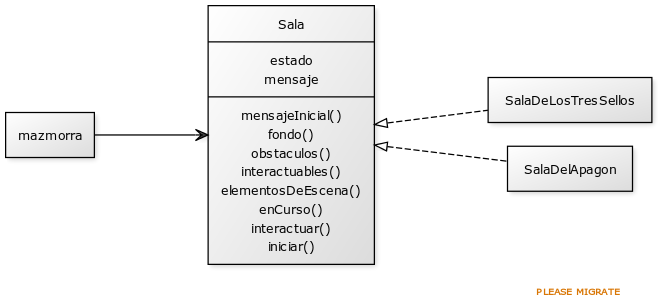 Sala
estado
mensaje
mazmorra
mensajeInicial()
fondo()
obstaculos()
interactuables()
elementosDeEscena()
enCurso()
interactuar()
iniciar()
SalaDeLosTresSellos
SalaDelApagon
PLEASE MIGRATE